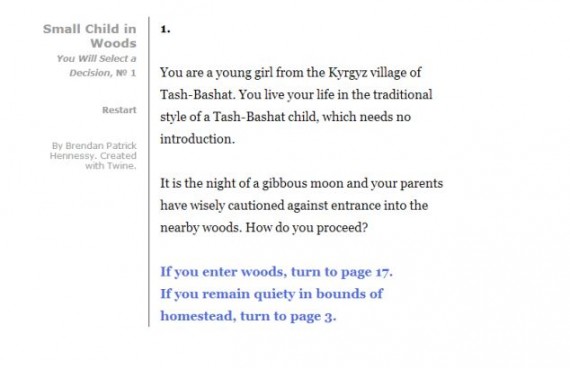 Small Child in
Woods
You Will Select a
Decision, № 1
Restart
By Brendan Patrick
Hennessy. Created
with Twine.
1.
You are a young girl from the Kyrgyz village of
Tash-Bashat. You live your life in the traditional
style of a Tash-Bashat child, which needs no
introduction.
It is the night of a gibbous moon and your parents
have wisely cautioned against entrance into the
nearby woods. How do you proceed?
If you enter woods, turn to page 17.
If you remain quiety in bounds of
homestead, turn to page 3.